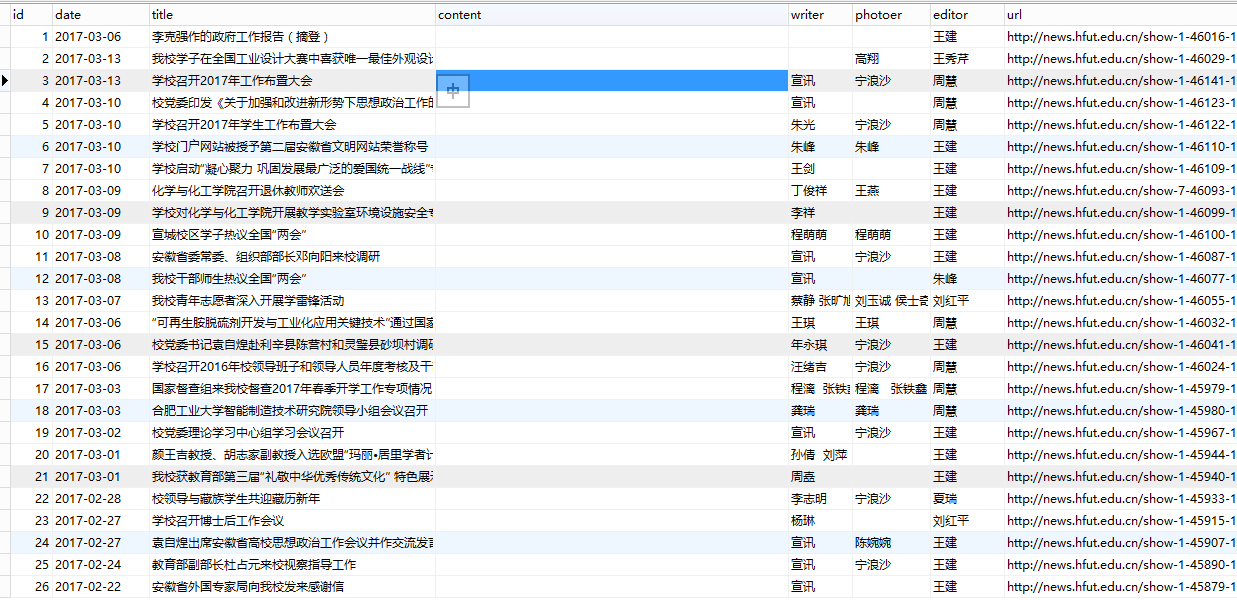 id date title content writer photoer editor url
1 2017-03-06 李克强作的政府工作报告（摘登） 王建 http://news.hfut.edu.cn/show-1-46016-1
2 2017-03-13 我校学子在全国工业设计大赛中喜获唯一最佳外观设 高翔 王秀芹 http://news.hfut.edu.cn/show-1-46029-1
3 2017-03-13 学校召开2017年工作布置大会 中 宣讯 宁浪沙 周慧 http://news.hfut.edu.cn/show-1-46141-1
4 2017-03-10 校党委印发《关于加强和改进新形势下思想政治工作的 宣讯 周慧 http://news.hfut.edu.cn/show-1-46123-1
5 2017-03-10 学校召开2017年学生工作布置大会 朱光 宁浪沙 周慧 http://news.hfut.edu.cn/show-1-46122-1
6 2017-03-10 学校门户网站被授予第二届安徽省文明网站荣誉称号 朱峰 朱峰 王建 http://news.hfut.edu.cn/show-1-46110-1
7 2017-03-10 学校启动"凝心聚力 巩固发展最广泛的爱国统一战线" 王剑 王建 http://news.hfut.edu.cn/show-1-46109-1
8 2017-03-09 化学与化工学院召开退休教师欢送会 丁俊祥 王燕 王建 http://news.hfut.edu.cn/show-7-46093-1
9 2017-03-09 学校对化学与化工学院开展教学实验室环境设施安全 李祥 王建 http://news.hfut.edu.cn/show-1-46099-1
10 2017-03-09 宣城校区学子热议全国"两会" 程萌萌 程萌萌 王建 http://news.hfut.edu.cn/show-1-46100-1
11 2017-03-08 安徽省委常委、组织部部长邓向阳来校调研 宣讯 宁浪沙 王建 http://news.hfut.edu.cn/show-1-46087-1
12 2017-03-08 我校干部师生热议全国"两会" 宣讯 朱峰 http://news.hfut.edu.cn/show-1-46077-1
13 2017-03-07 我校青年志愿者深入开展学雷锋活动 蔡静 张旷旭 刘玉诚 侯士奇 刘红平 http://news.hfut.edu.cn/show-1-46055-1
14 2017-03-06 "可再生胺脱硫剂开发与工业化应用关键技术"通过国家 王琪 王琪 周慧 http://news.hfut.edu.cn/show-1-46032-1
15 2017-03-06 校党委书记袁自煌赴利辛县陈营村和灵璧县砂坝村调研 年永琪 宁浪沙 王建 http://news.hfut.edu.cn/show-1-46041-1
16 2017-03-06 学校召开2016年校领导班子和领导人员年度考核及干 汪绪吉 宁浪沙 周慧 http://news.hfut.edu.cn/show-1-46024-1
17 2017-03-03 国家督查组来我校督查2017年春季开学工作专项情况 程漓 张铁鑫 程漓 张铁鑫 周慧 http://news.hfut.edu.cn/show-1-45979-1
18 2017-03-03 合肥工业大学智能制造技术研究院领导小组会议召开 龚瑞 龚瑞 周慧 http://news.hfut.edu.cn/show-1-45980-1
19 2017-03-02 校党委理论学习中心组学习会议召开 宣讯 宁浪沙 王建 http://news.hfut.edu.cn/show-1-45967-1
20 2017-03-01 颜王吉教授、胡志家副教授入选欧盟"玛丽•居里学者计 孙倩 刘萍 王建 http://news.hfut.edu.cn/show-1-45944-1
21 2017-03-01 我校获教育部第三届"礼敬中华优秀传统文化" 特色展 周 王建 http://news.hfut.edu.cn/show-1-45940-1
22 2017-02-28 校领导与藏族学生共迎藏历新年 李志明 宁浪沙 夏瑞 http://news.hfut.edu.cn/show-1-45933-1
23 2017-02-27 学校召开博士后工作会议 杨琳 刘红平 http://news.hfut.edu.cn/show-1-45915-1
24 2017-02-27 袁自煌出席安徽省高校思想政治工作会议并作交流发言 宣讯 陈婉婉 王建 http://news.hfut.edu.cn/show-1-45907-1
25 2017-02-24 教育部副部长杜占元来校视察指导工作 宣讯 宁浪沙 王建 http://news.hfut.edu.cn/show-1-45890-1
26 2017-02-22 安徽省外国专家局向我校发来感谢信 宣讯 王建 http://news.hfut.edu.cn/show-1-45879-1